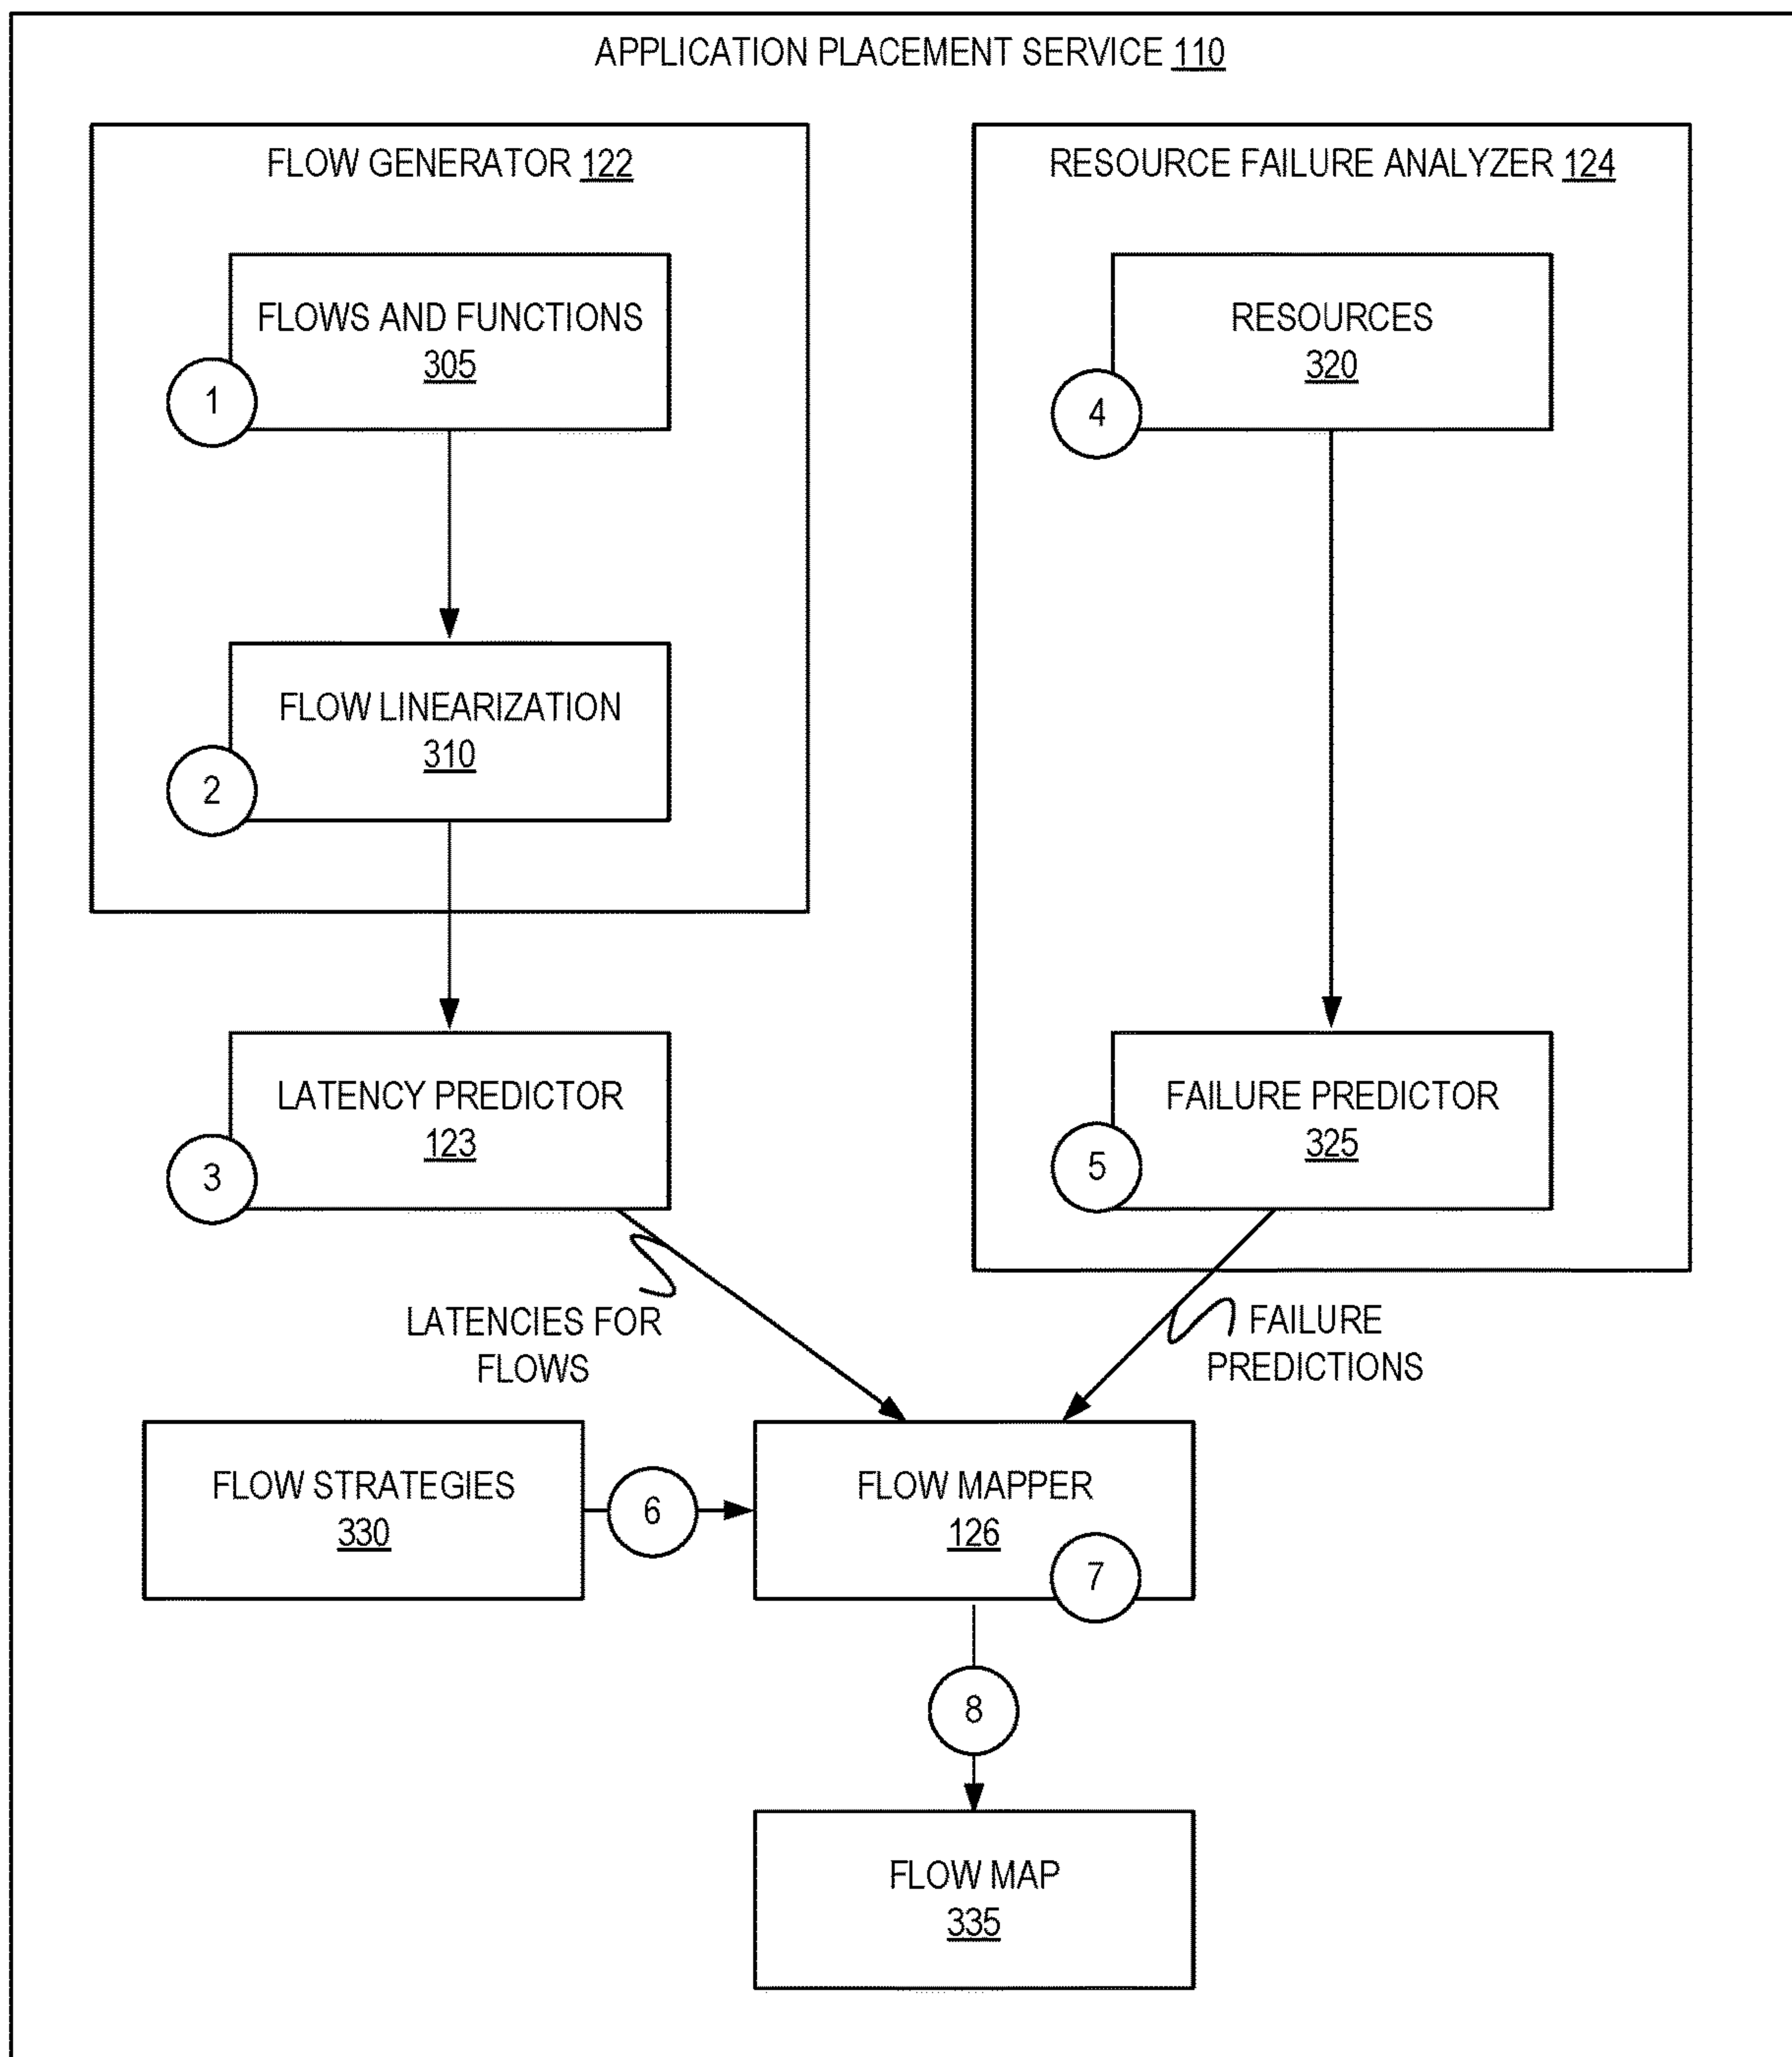 APPLICATION PLACEMENT SERVICE 110
FLOW GENERATOR 122
FLOWS AND FUNCTIONS
305
1
FLOW LINEARIZATION
310
2
RESOURCE FAILURE ANALYZER 124
RESOURCES
320
4
LATENCY PREDICTOR
123
3
FAILURE PREDICTOR
325
5
LATENCIES FOR
FLOWS
FAILURE
PREDICTIONS
FLOW STRATEGIES
330
6
FLOW MAPPER
126
7
8
FLOW MAP
335